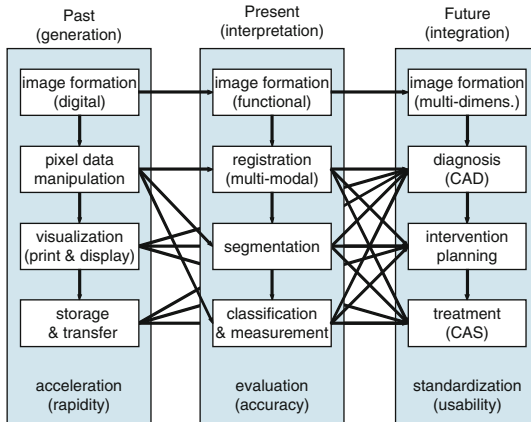 Past
(generation)
Present
(interpretation)
Future
(integration)
image formation
(digital)
image formation
(functional)
image formation
(multi-dimens.)
pixel data
manipulation
registration
(multi-modal)
diagnosis
(CAD)
visualization
(print & display)
segmentation
intervention
planning
storage
& transfer
classification
& measurement
treatment
(CAS)
acceleration
(rapidity)
evaluation
(accuracy)
standardization
(usability)